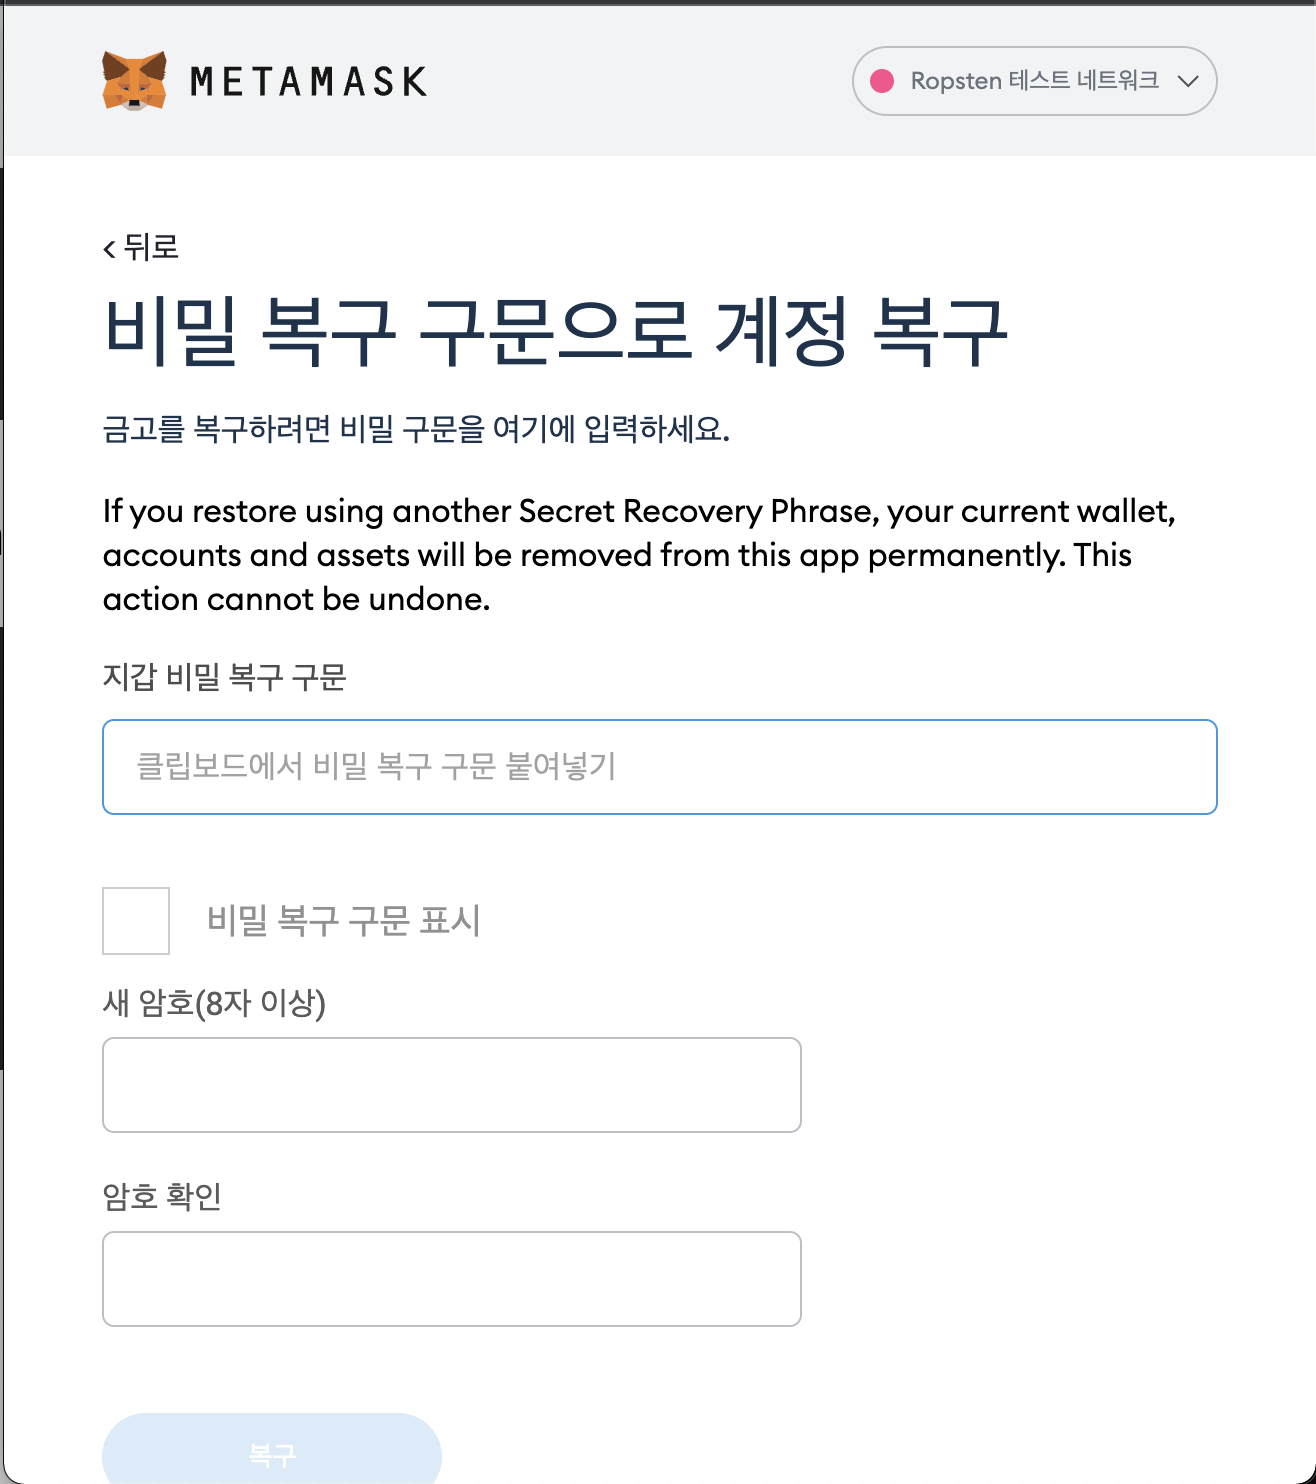 METAMASK
Ropsten 테스트 네트워크
< 뒤로
비밀 복구 구문으로 계정 복구
금고를 복구하려면 비밀 구문을 여기에 입력하세요.
If you restore using another Secret Recovery Phrase, your current wallet,
accounts and assets will be removed from this app permanently. This
action cannot be undone.
지갑 비밀 복구 구문
클립보드에서 비밀 복구 구문 붙여넣기
비밀 복구 구문 표시
새 암호(8자 이상)
암호 확인
복구